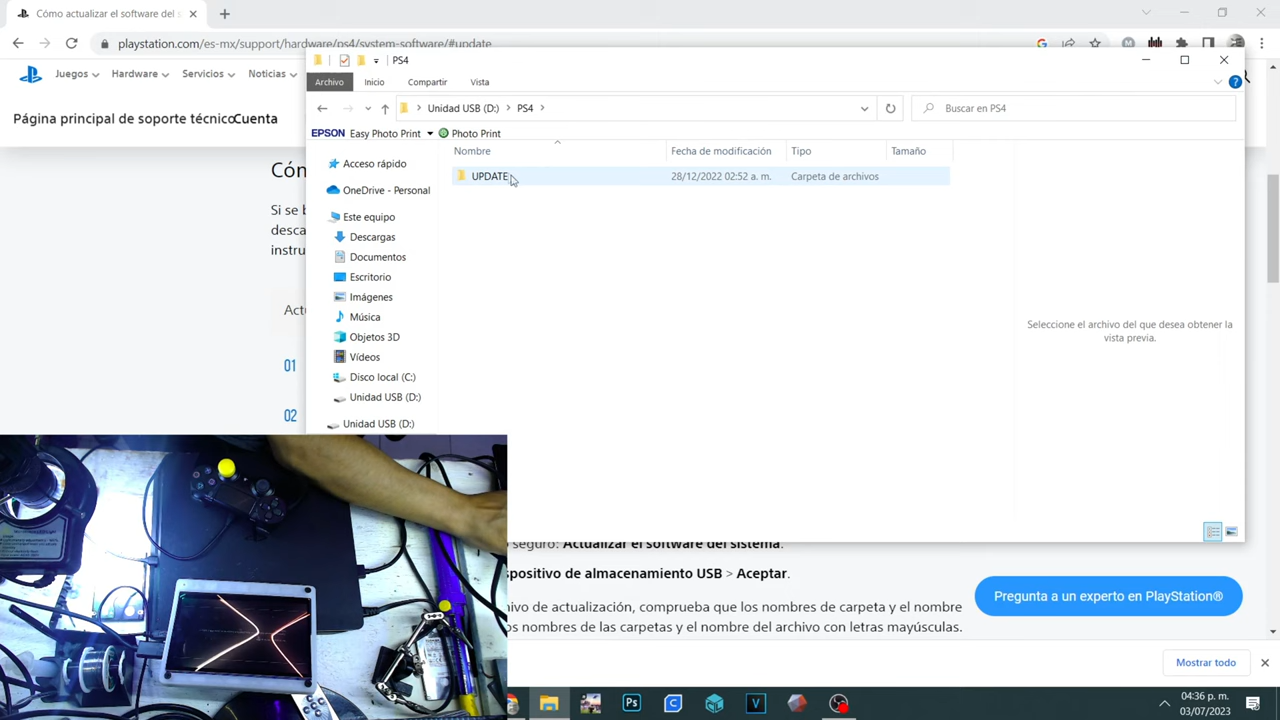 Cómo actualizar el software del s
playstation.com/es-mx/support/hardware/ps4/system-software/#update
M
Juegos
Hardware
Servicios
Noticias
Página principal de soporte técnico
Cuenta
PS4
Archivo
Inicio
Compartir
Vista
Unidad USB (D:) > PS4 >
Buscar en PS4
EPSON Easy Photo Print
Photo Print
Nombre
Fecha de modificación
Tipo
Tamaño
UPDATE
28/12/2022 02:52 a. m.
Carpeta de archivos
Acceso rápido
OneDrive - Personal
Este equipo
Descargas
Documentos
Escritorio
Imágenes
Música
Objetos 3D
Vídeos
Disco local (C:)
Unidad USB (D:)
Unidad USB (D:)
Seleccione el archivo del que desea obtener la
vista previa.
Cón
Si se b
desca
instru
Actu
01
02
o seguro: Actualizar el software del sistema.
spositivo de almacenamiento USB > Aceptar.
chivo de actualización, comprueba que los nombres de carpeta y el nombre
os nombres de las carpetas y el nombre del archivo con letras mayúsculas.
Pregunta a un experto en PlayStation®
Mostrar todo
Ps
V
04:36 p. m.
03/07/2023